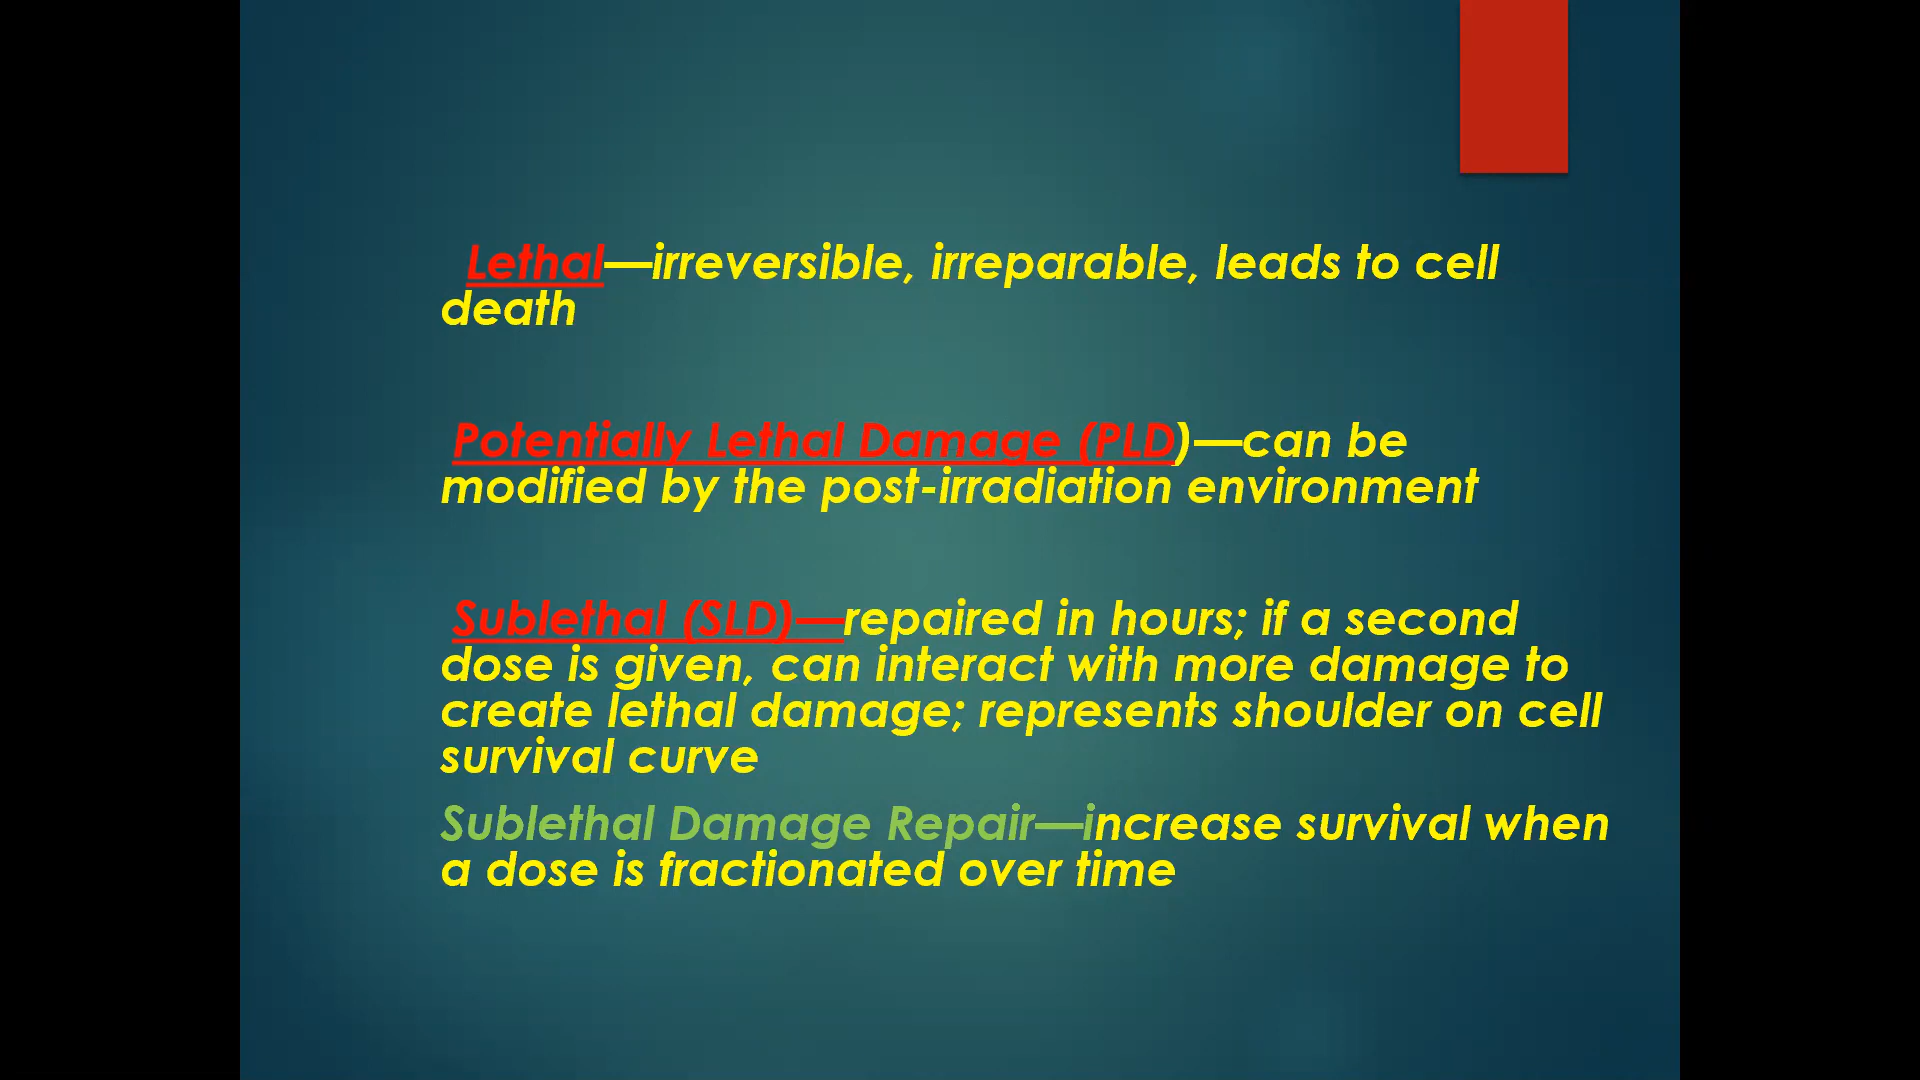 Lethal—irreversible, irreparable, leads to cell
death
Potentially Lethal Damage (PLD)—can be
modified by the post-irradiation environment
Sublethal (SLD)—repaired in hours; if a second
dose is given, can interact with more damage to
create lethal damage; represents shoulder on cell
survival curve
Sublethal Damage Repair—increase survival when
a dose is fractionated over time